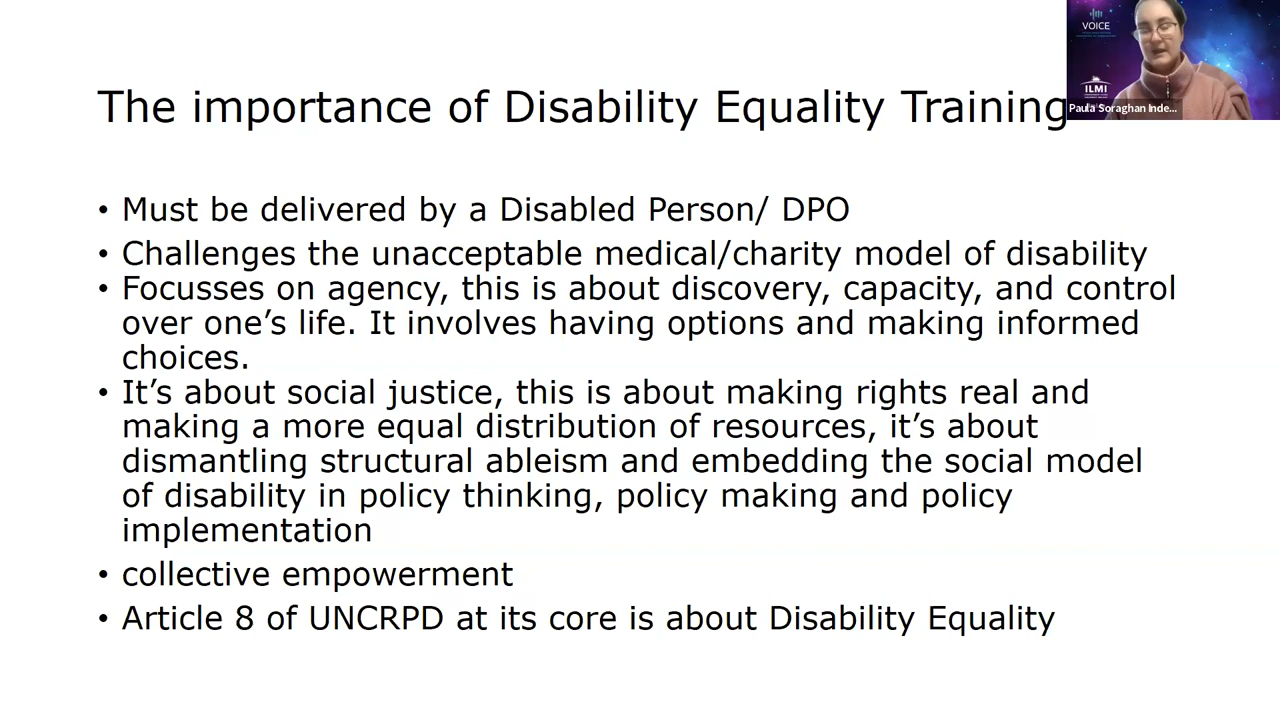 The importance of Disability Equality Training
VOICE
ILMI
Paula Soraghan Inde...
• Must be delivered by a Disabled Person/ DPO
• Challenges the unacceptable medical/charity model of disability
• Focusses on agency, this is about discovery, capacity, and control
over one’s life. It involves having options and making informed
choices.
• It’s about social justice, this is about making rights real and
making a more equal distribution of resources, it’s about
dismantling structural ableism and embedding the social model
of disability in policy thinking, policy making and policy
implementation
• collective empowerment
• Article 8 of UNCRPD at its core is about Disability Equality